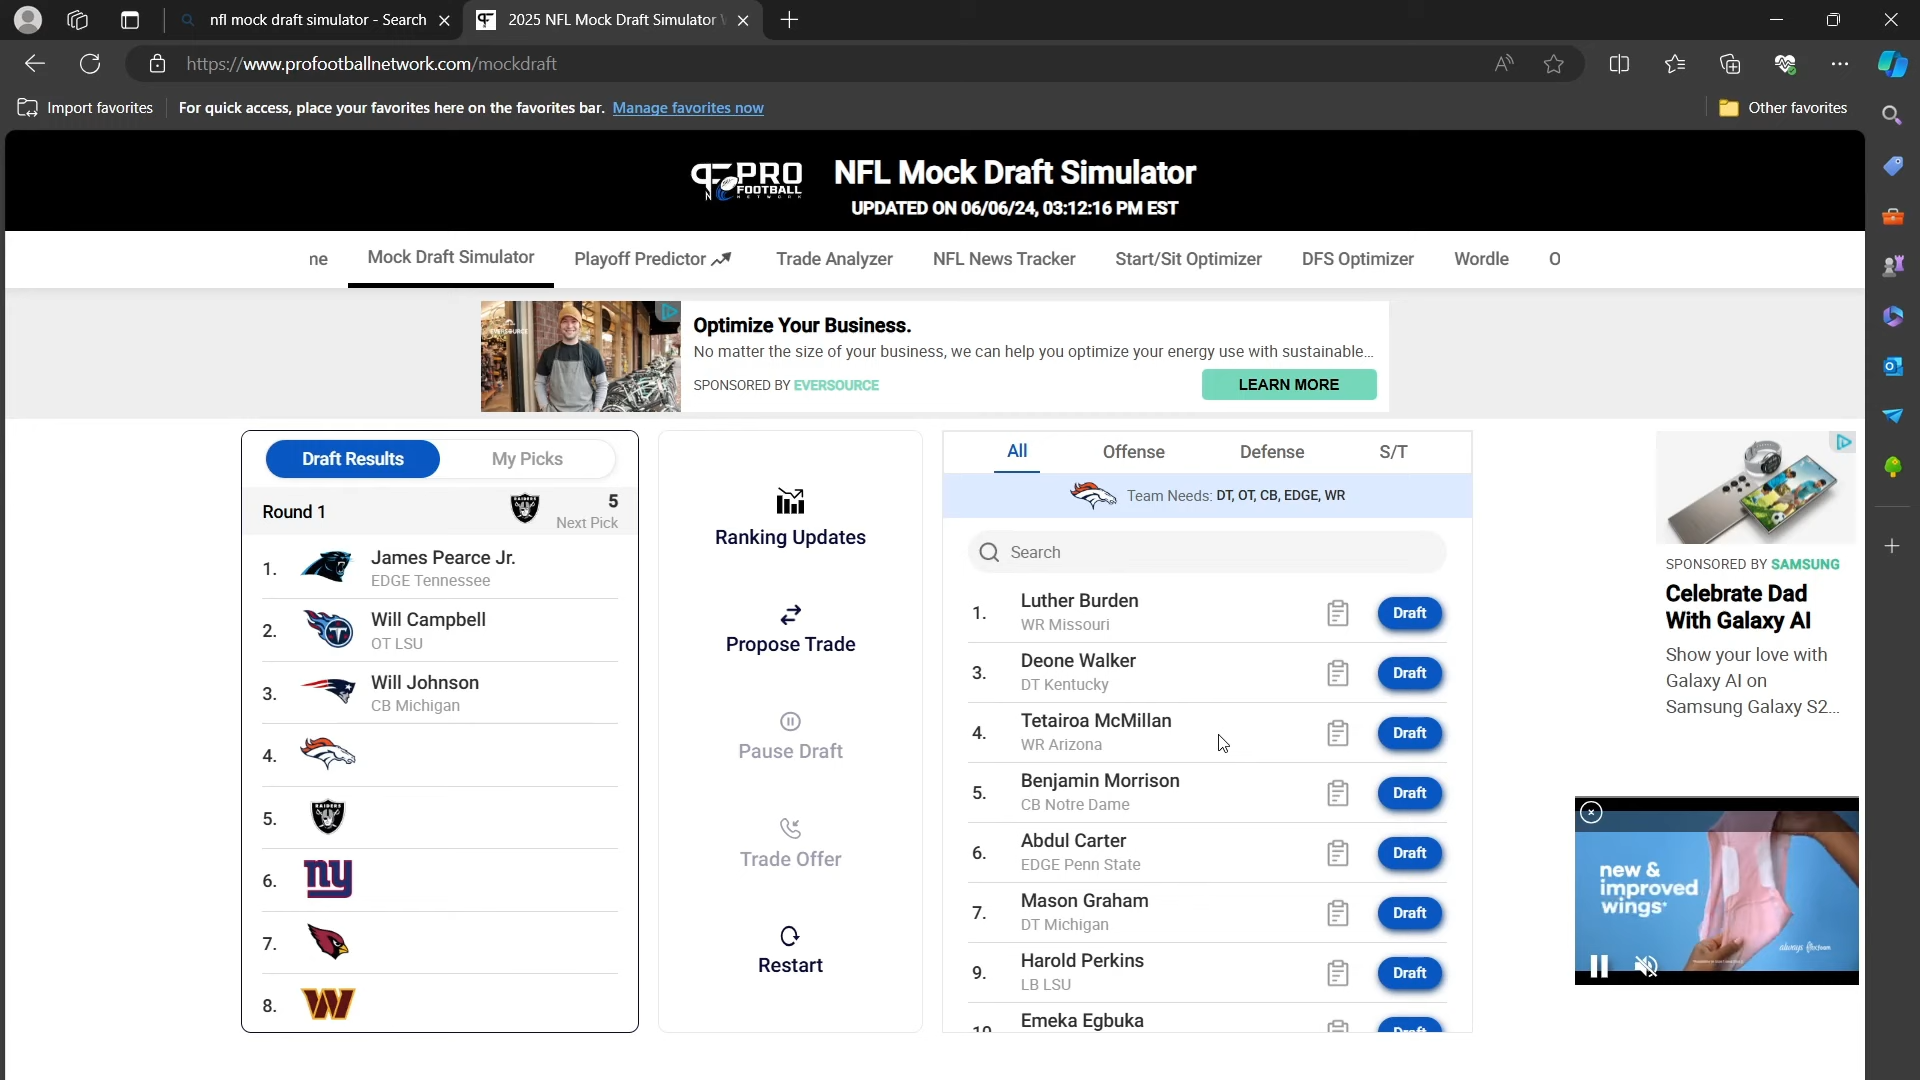 nfl mock draft simulator - Search
2025 NFL Mock Draft Simulator
https://www.profootballnetwork.com/mockdraft
Import favorites
For quick access, place your favorites here on the favorites bar. Manage favorites now
Other favorites
PRO
FOOTBALL
NETWORK
NFL Mock Draft Simulator
UPDATED ON 06/06/24, 03:12:16 PM EST
ne
Mock Draft Simulator
Playoff Predictor
Trade Analyzer
NFL News Tracker
Start/Sit Optimizer
DFS Optimizer
Wordle
O
Optimize Your Business.
No matter the size of your business, we can help you optimize your energy use with sustainable...
SPONSORED BY EVERSOURCE
LEARN MORE
Draft Results
My Picks
Round 1
RAIDERS
5
Next Pick
1.
James Pearce Jr.
EDGE Tennessee
2.
Will Campbell
OT LSU
3.
Will Johnson
CB Michigan
4.
5.
RAIDERS
6.
ny
7.
8.
W
Ranking Updates
Propose Trade
Pause Draft
Trade Offer
Restart
All
Offense
Defense
S/T
Team Needs: DT, OT, CB, EDGE, WR
Search
1.
Luther Burden
WR Missouri
Draft
3.
Deone Walker
DT Kentucky
Draft
4.
Tetairoa McMillan
WR Arizona
Draft
5.
Benjamin Morrison
CB Notre Dame
Draft
6.
Abdul Carter
EDGE Penn State
Draft
7.
Mason Graham
DT Michigan
Draft
9.
Harold Perkins
LB LSU
Draft
10
Emeka Egbuka
Draft
SPONSORED BY SAMSUNG
Celebrate Dad
With Galaxy AI
Show your love with
Galaxy AI on
Samsung Galaxy S2...
new &
improved
wings*
always flexfoam